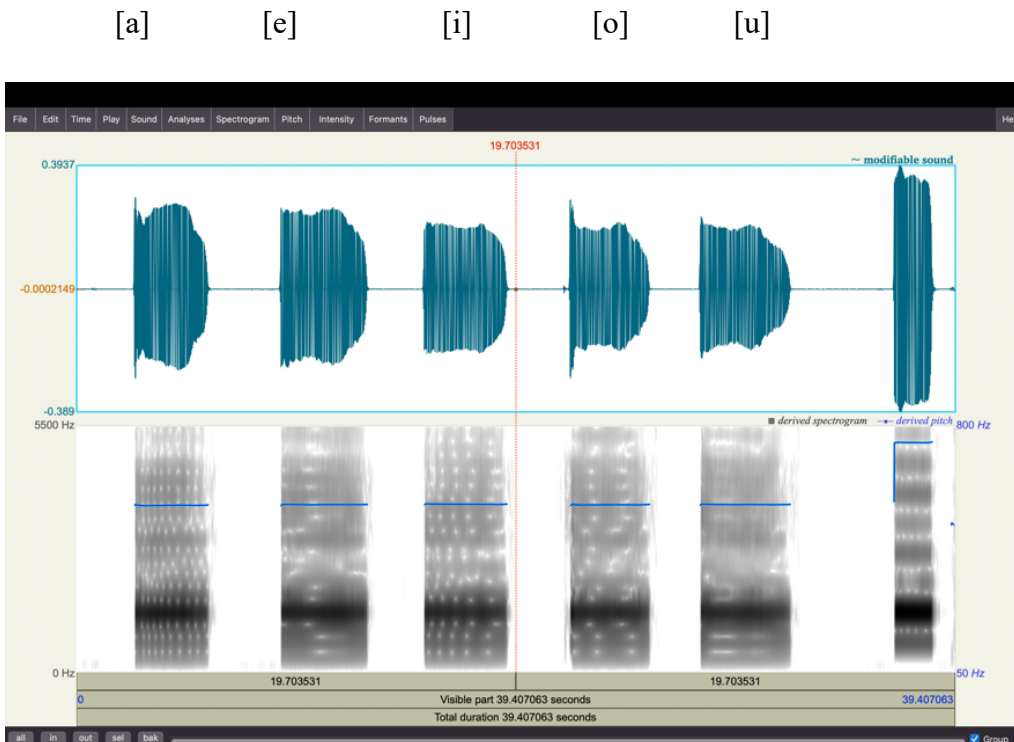 [a] [e] [i] [o] [u]
File Edit Time Play Sound Analyses Spectrogram Pitch Intensity Formants Pulses He
19.703531
0.3937 ~ modifiable sound
-0.0002149
-0.389
5500 Hz derived spectrogram derived pitch 800 Hz
0 Hz 50 Hz
19.703531 19.703531
0 Visible part 39.407063 seconds 39.407063
Total duration 39.407063 seconds
all in out sel bak Group